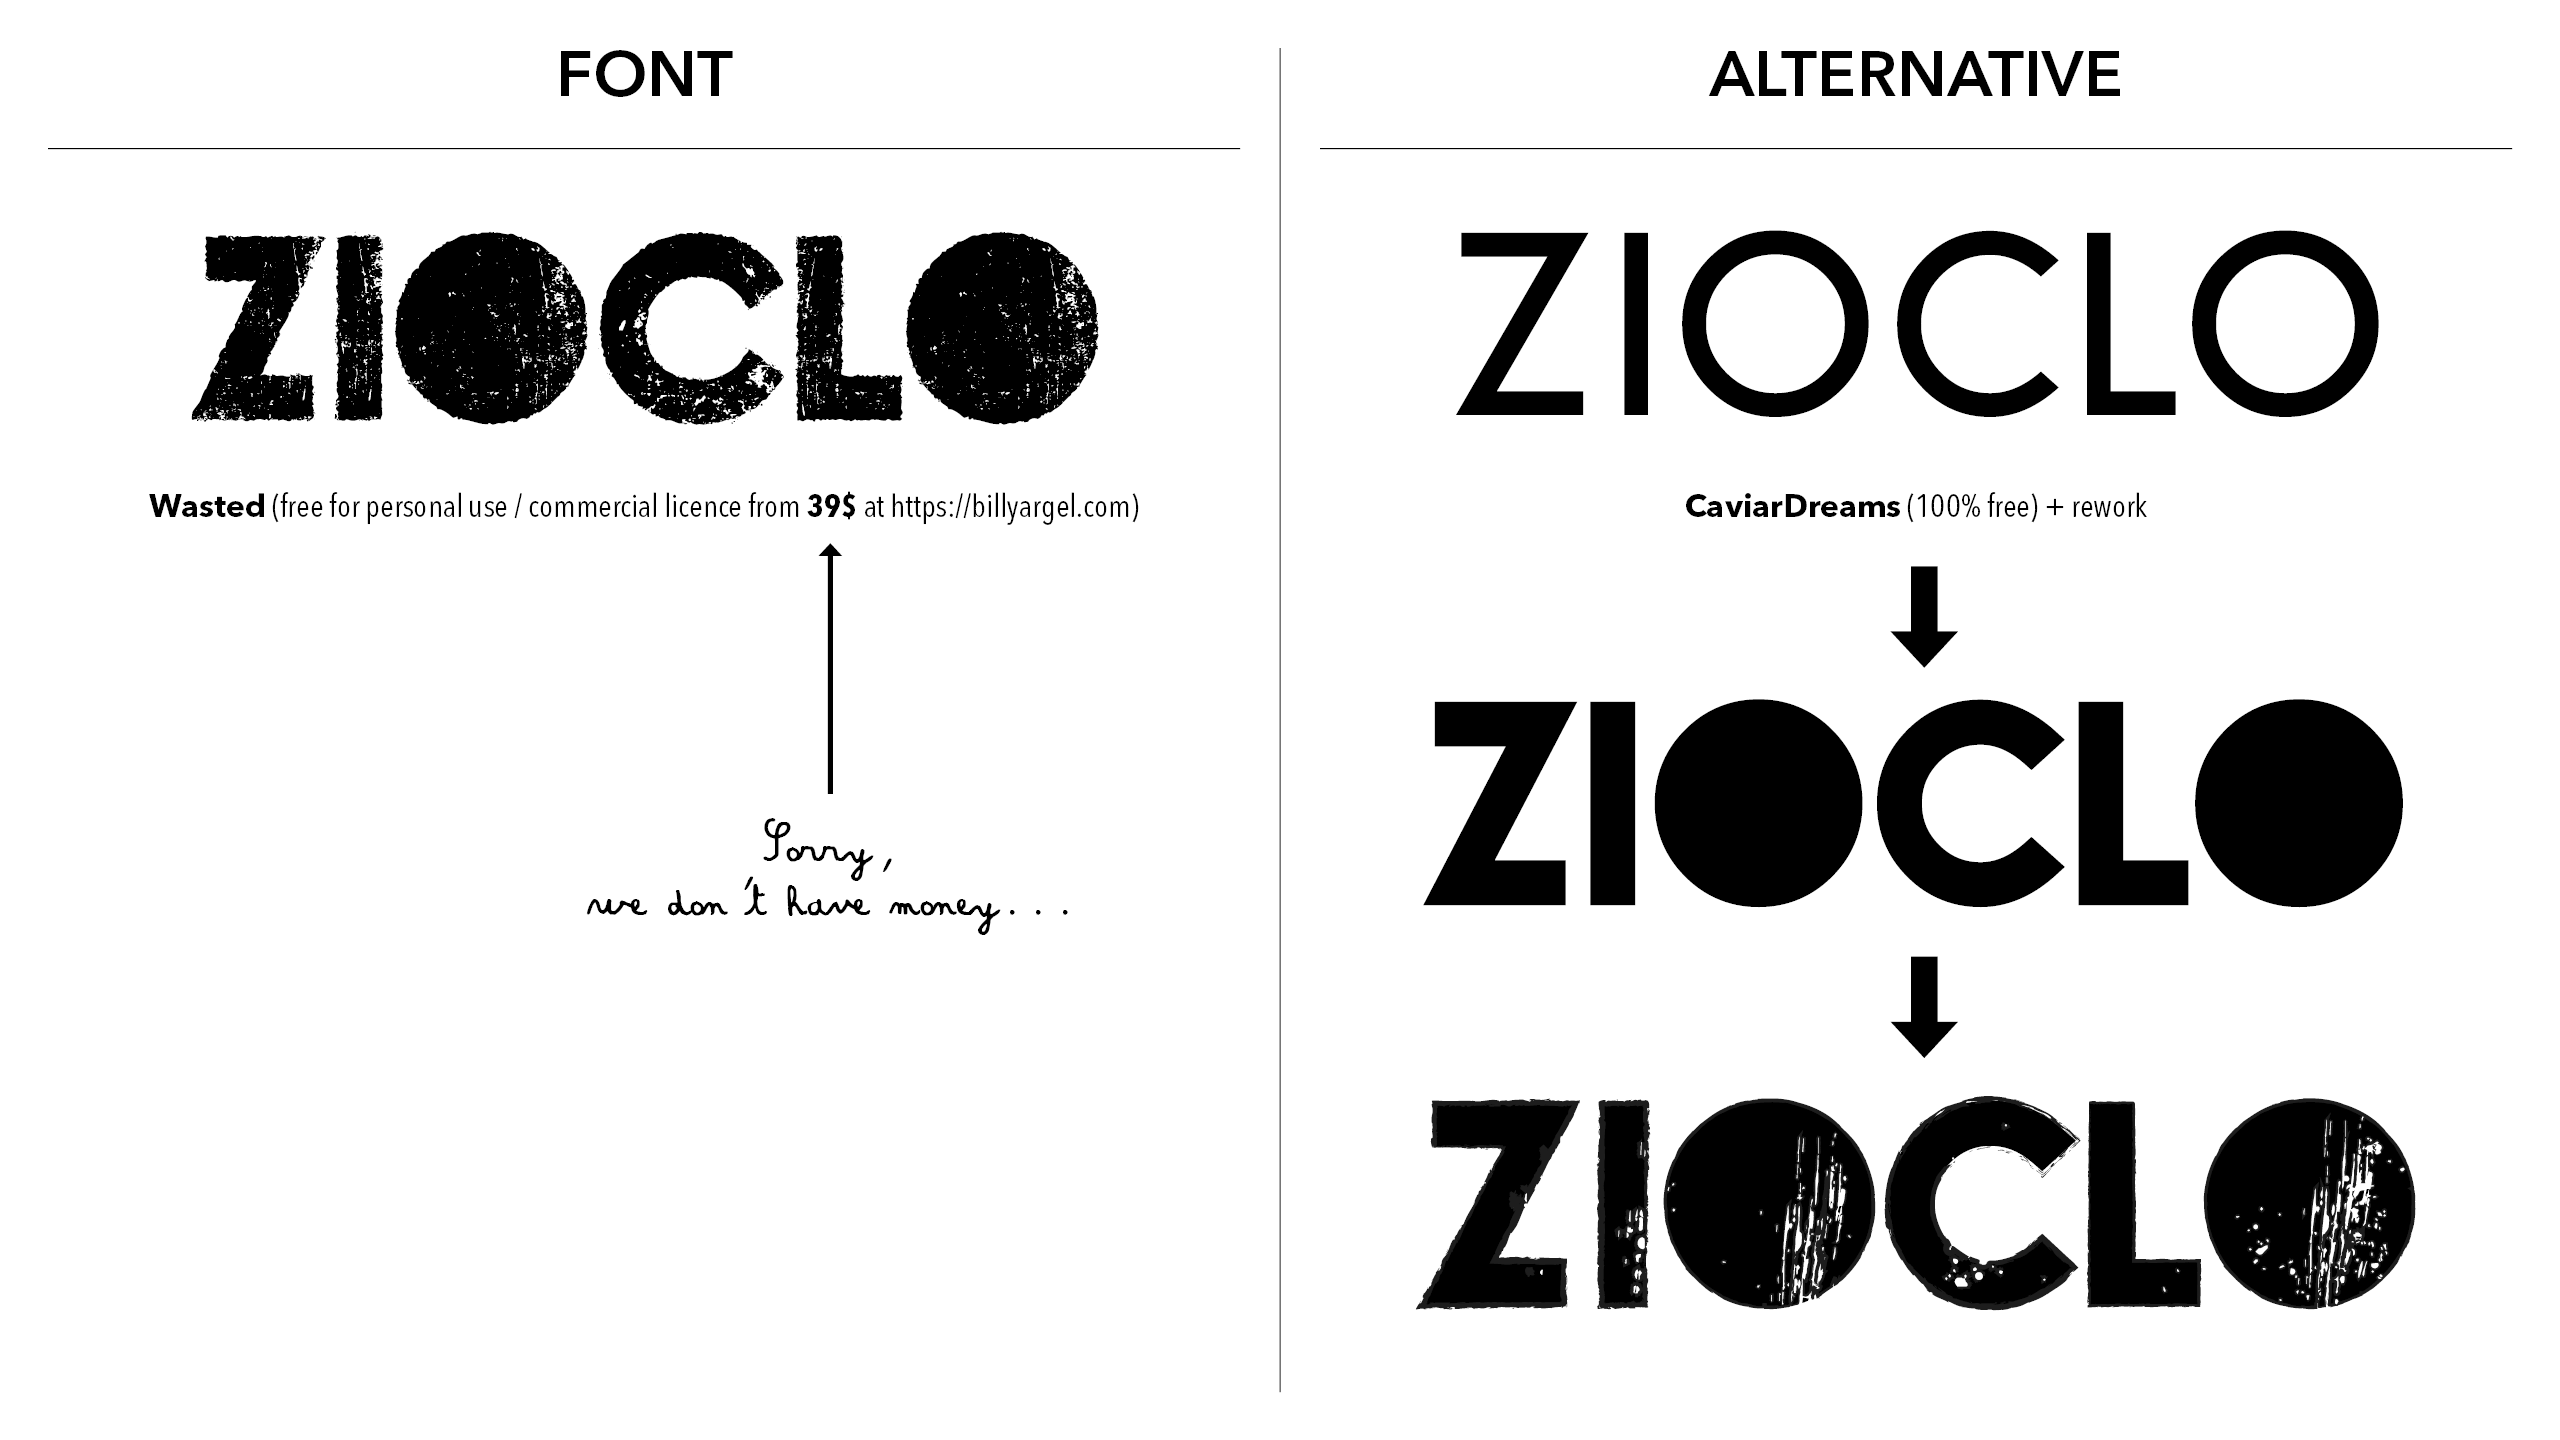 FONT
ZIOCLO
Wasted (free for personal use / commercial licence from 39$ at https://billyargel.com)
Sorry,
we don't have money...
ALTERNATIVE
ZIOCLO
CaviarDreams (100% free) + rework
ZIOCLO
ZIOCLO